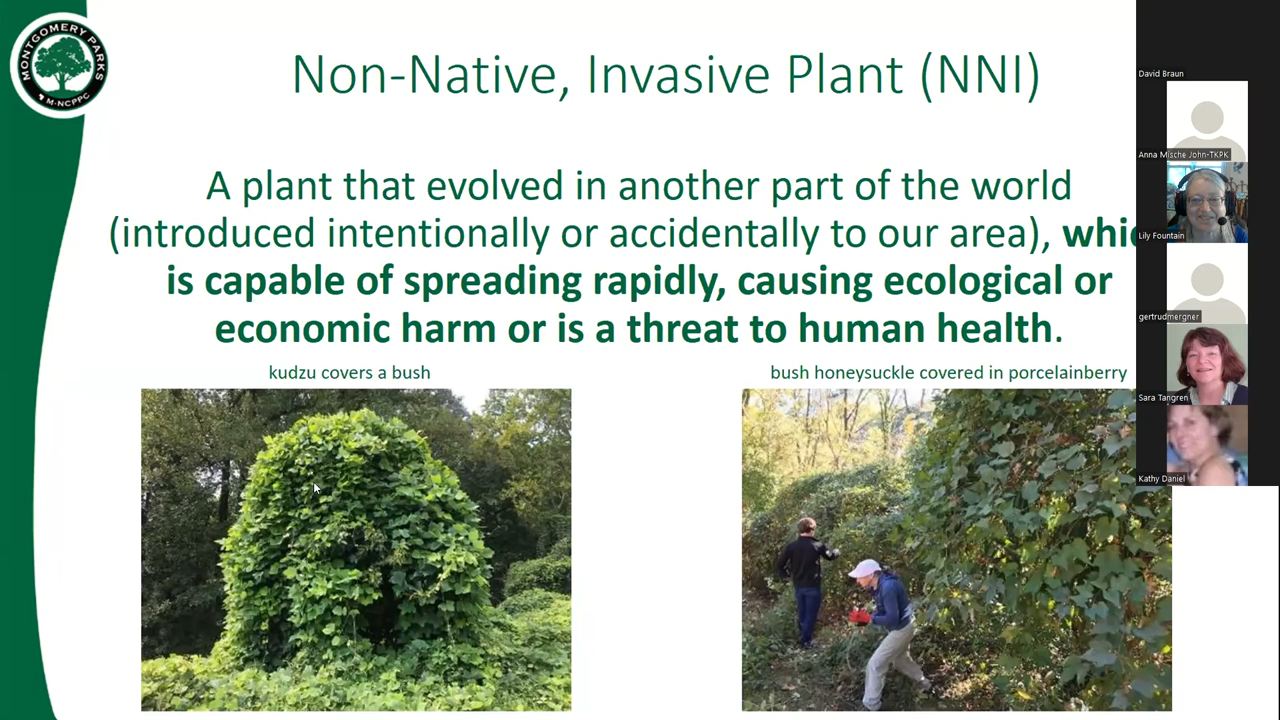 MONTGOMERY PARKS
M-NCPPC
Non-Native, Invasive Plant (NNI)
A plant that evolved in another part of the world
(introduced intentionally or accidentally to our area), whic
is capable of spreading rapidly, causing ecological or
economic harm or is a threat to human health.
kudzu covers a bush
bush honeysuckle covered in porcelainberry
David Braun
Anna Mische John-TKPK
Lily Fountain
gertrudmergner
Sara Tangren
Kathy Daniel